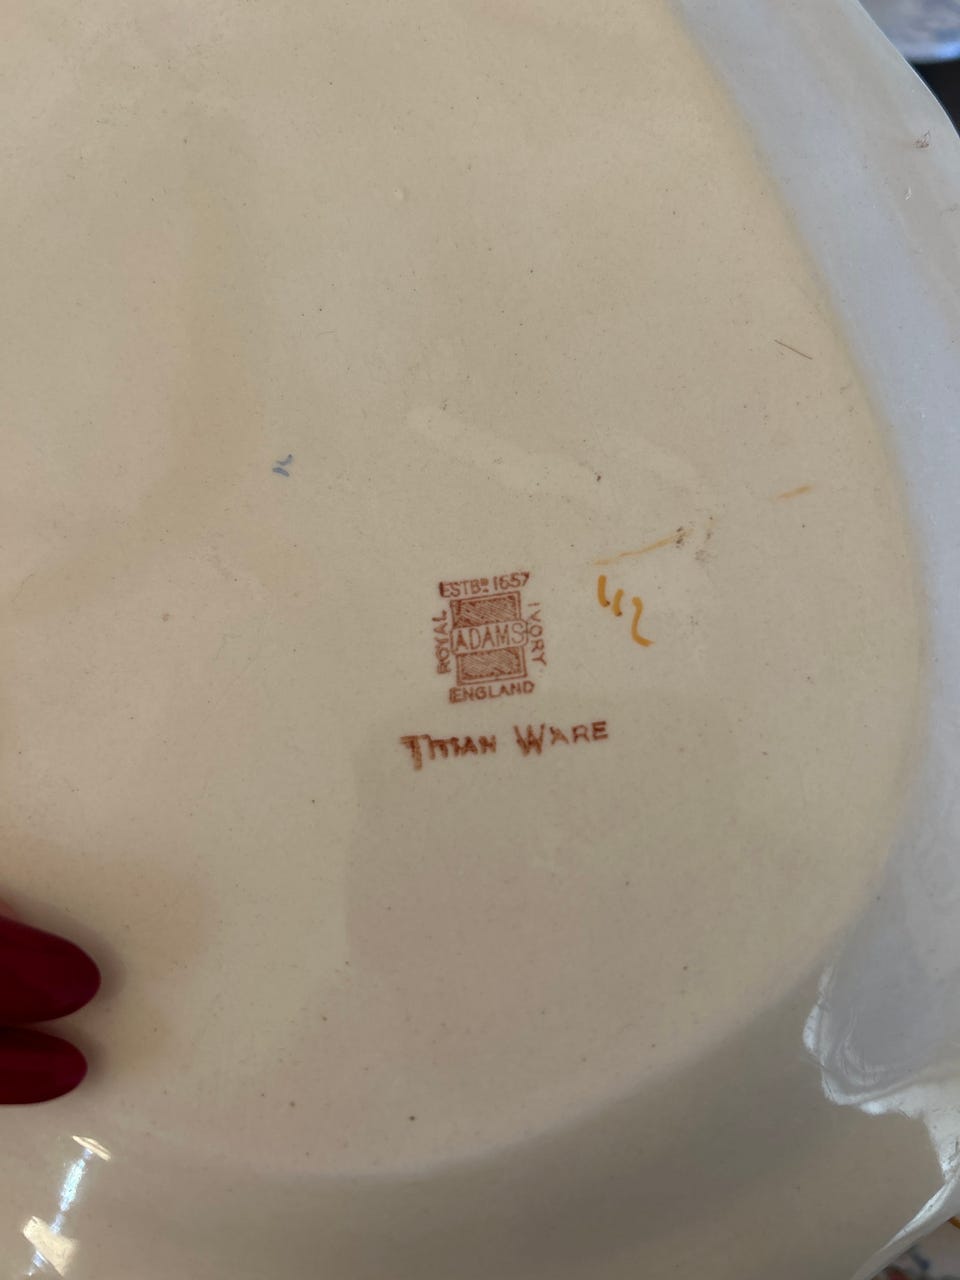 ESTBD 1657
ROYAL
ADAMS
IVORY
ENGLAND
TITIAN WARE